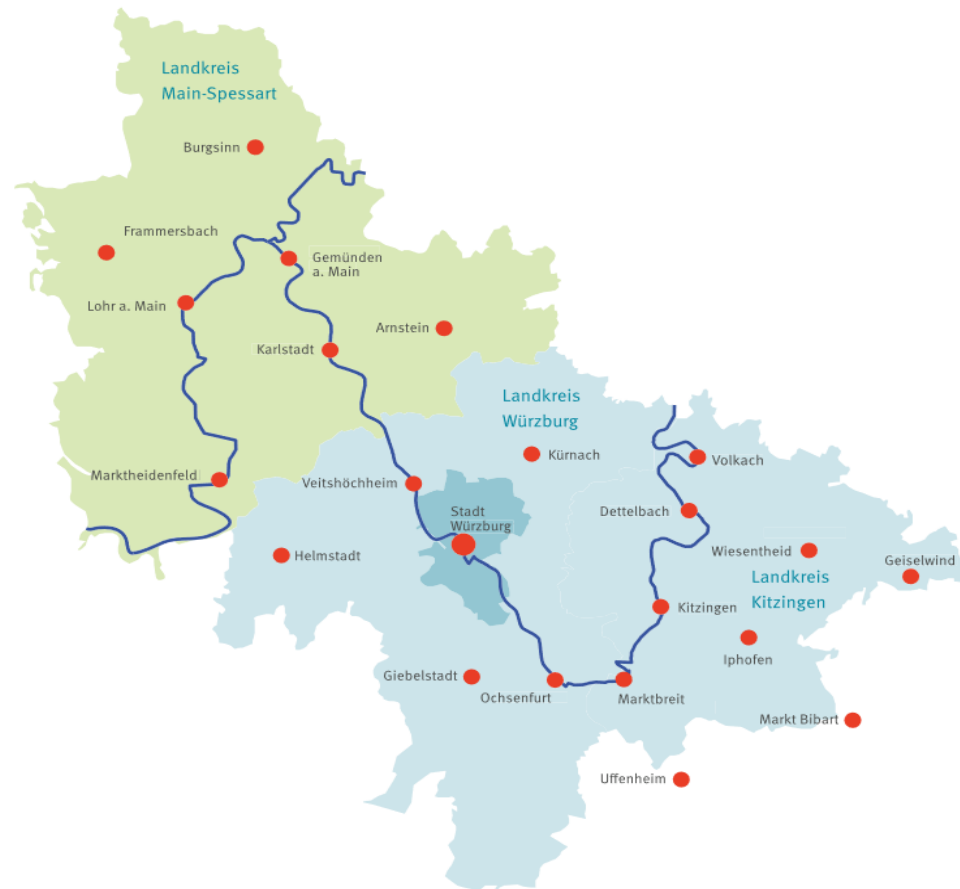 Landkreis
Main-Spessart
Burgsinn
Frammersbach
Gemünden
a. Main
Lohr a. Main
Arnstein
Karlstadt
Landkreis
Würzburg
Kürnach
Volkach
Marktheidenfeld
Veitshöchheim
Stadt
Würzburg
Dettelbach
Wiesentheid
Helmstadt
Geiselwind
Landkreis
Kitzingen
Kitzingen
Iphofen
Giebelstadt
Ochsenfurt
Marktbreit
Markt Bibart
Uffenheim